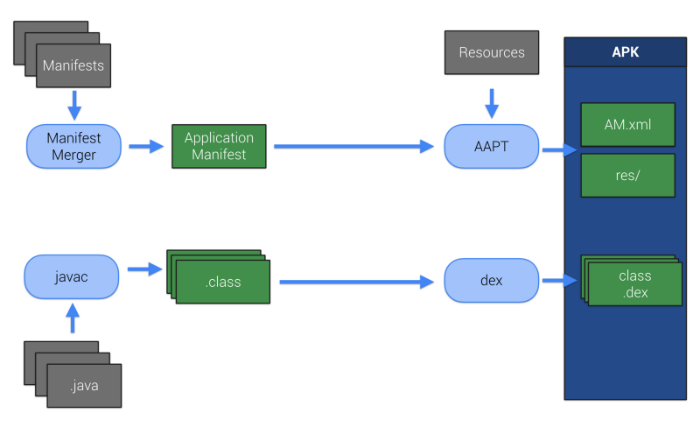 Manifests
Resources
APK
Manifest
Merger
Application
Manifest
AAPT
AM.xml
res/
javac
.class
dex
class
.dex
.java